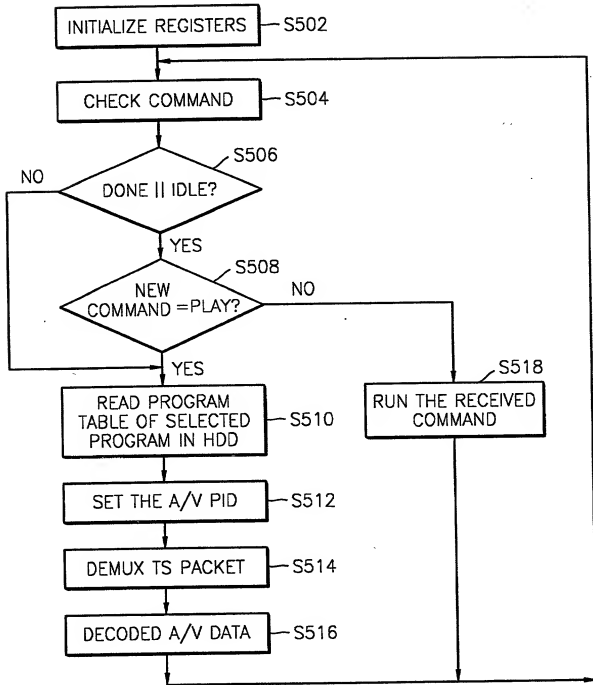 INITIALIZE REGISTERS S502
CHECK COMMAND S504
S506
NO
DONE || IDLE?
YES
S508
NEW
COMMAND =PLAY?
NO
YES
READ PROGRAM
TABLE OF SELECTED
PROGRAM IN HDD
S510
S518
RUN THE RECEIVED
COMMAND
SET THE A/V PID S512
DEMUX TS PACKET S514
DECODED A/V DATA S516